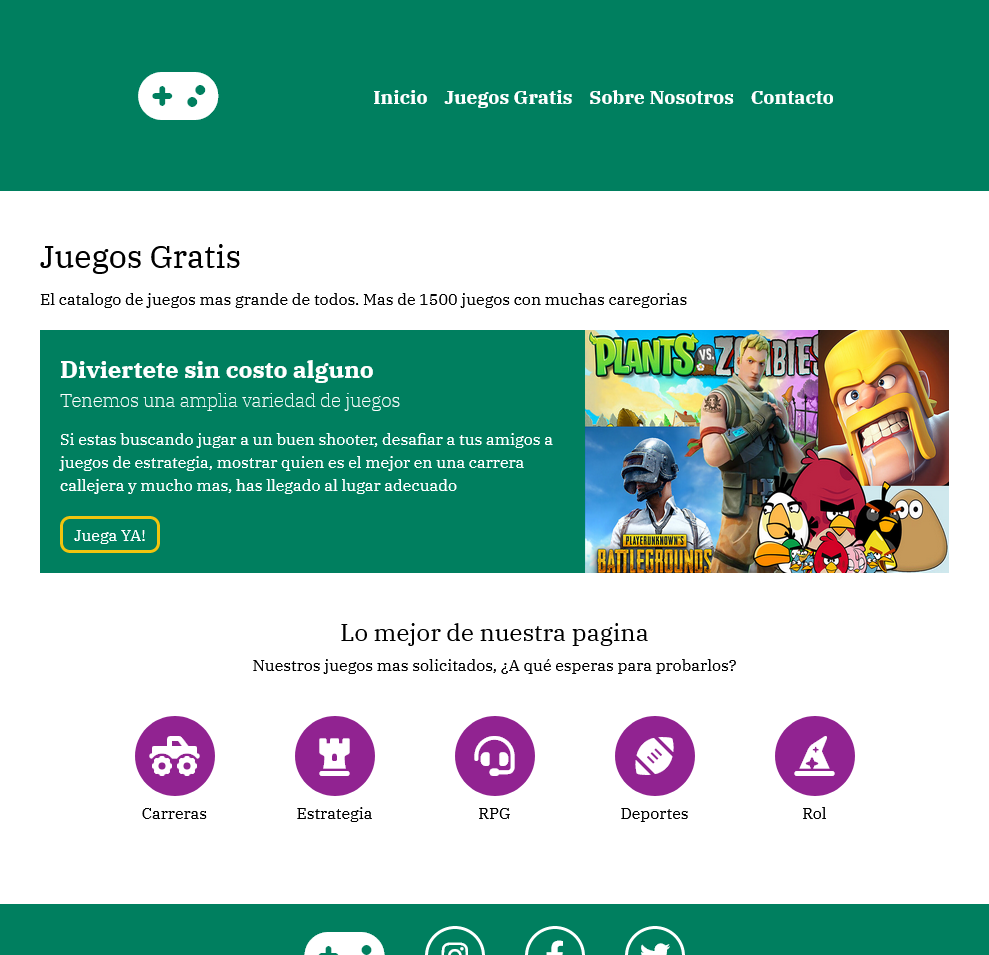 Inicio Juegos Gratis Sobre Nosotros Contacto
Juegos Gratis
El catalogo de juegos mas grande de todos. Mas de 1500 juegos con muchas caregorias
Diviertete sin costo alguno
Tenemos una amplia variedad de juegos
Si estas buscando jugar a un buen shooter, desafiar a tus amigos a
juegos de estrategia, mostrar quien es el mejor en una carrera
callejera y mucho mas, has llegado al lugar adecuado
Juega YA!
PLANTS VS. ZOMBIES
PLAYERUNKNOWN'S
BATTLEGROUNDS
Lo mejor de nuestra pagina
Nuestros juegos mas solicitados, ¿A qué esperas para probarlos?
Carreras Estrategia RPG Deportes Rol